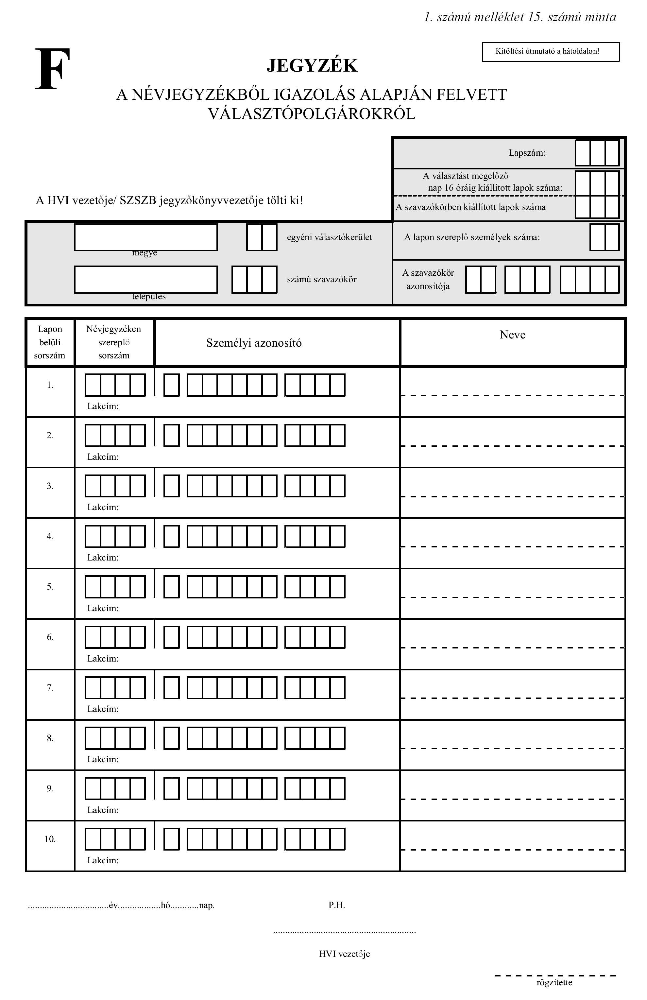 1. számú melléklet 15. számú minta
Kitöltési útmutató a hátoldalon!
F
JEGYZÉK
A NÉVJEGYZÉKBŐL IGAZOLÁS ALAPJÁN FELVETT
VÁLASZTÓPOLGÁROKRÓL
Lapszám:
A választást megelőző
nap 16 óráig kiállított lapok száma:
A HVI vezetője/ SZSZB jegyzőkönyvvezetője tölti ki!
A szavazókörben kiállított lapok száma
egyéni választókerület
A lapon szereplő személyek száma:
megye
számú szavazókör
A szavazókör
azonosítója
település
Lapon
belüli
sorszám
Névjegyzéken
szereplő
sorszám
Személyi azonosító
Neve
1.
Lakcím:
2.
Lakcím:
3.
Lakcím:
4.
Lakcím:
5.
Lakcím:
6.
Lakcím:
7.
Lakcím:
8.
Lakcím:
9.
Lakcím:
10.
Lakcím:
..................................év..................hó............nap. P.H.
............................................................
HVI vezetője
rögzítette